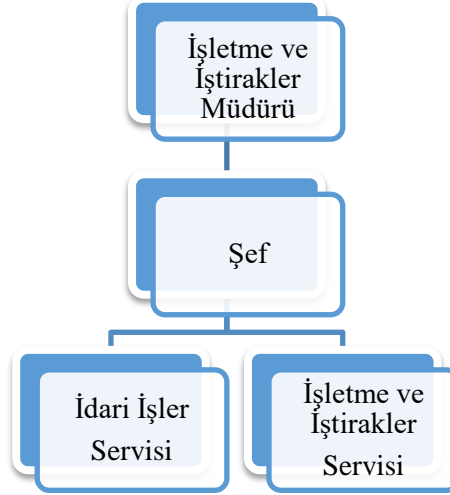 İşletme ve
İştirakler
Müdürü
Şef
İdari İşler
Servisi
İşletme ve
İştirakler
Servisi